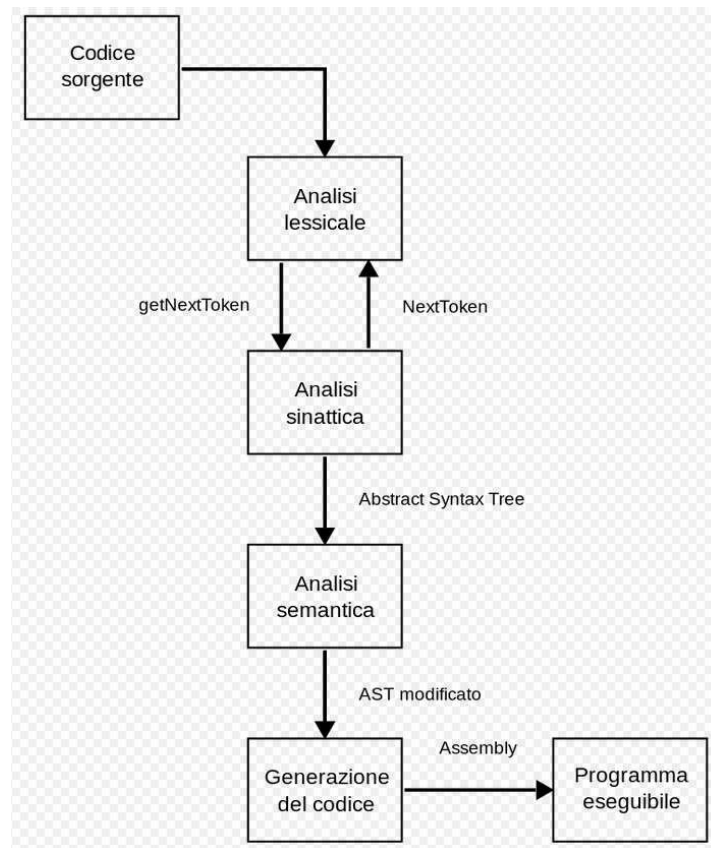 Codice
sorgente
Analisi
lessicale
getNextToken
NextToken
Analisi
sinattica
Abstract Syntax Tree
Analisi
semantica
AST modificato
Generazione
del codice
Assembly
Programma
eseguibile